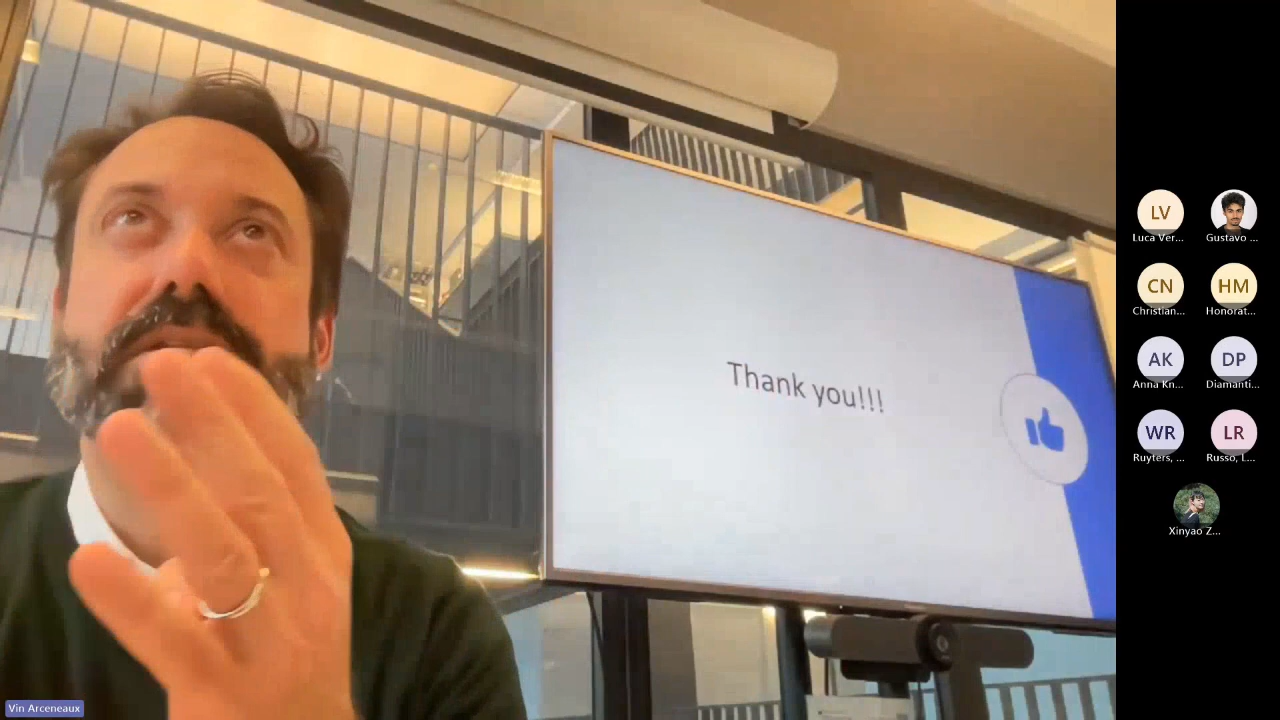 Thank you!!!
LV
Luca Ver...
Gustavo ...
CN
Christian...
HM
Honorat...
AK
Anna Kn...
DP
Diamanti...
WR
Ruyters, ...
LR
Russo, L...
Xinyao Z...
Vin Arceneaux